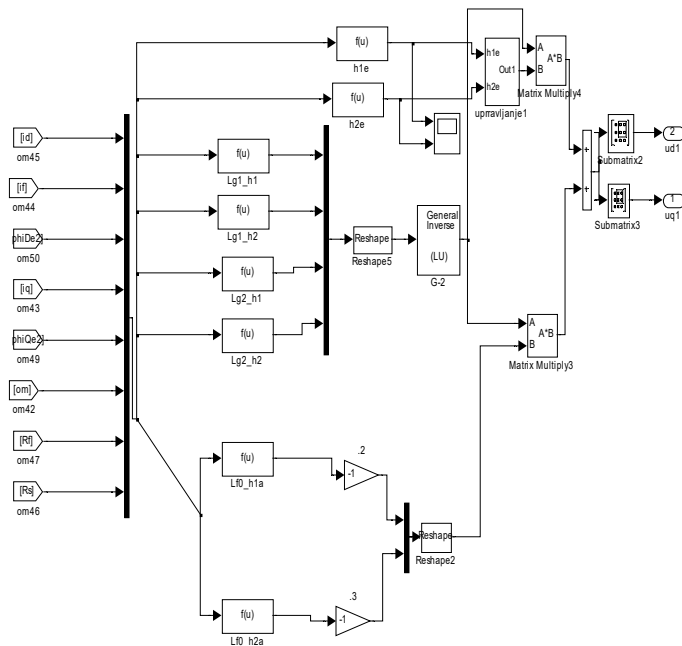 [id]
om45
[if]
om44
phiDe2]
om50
[iq]
om43
phiQe2]
om49
[om]
om42
[Rf]
om47
[Rs]
om46
f(u)
h1e
f(u)
h2e
f(u)
Lg1_h1
f(u)
Lg1_h2
f(u)
Lg2_h1
f(u)
Lg2_h2
f(u)
Lf0_h1a
f(u)
Lf0_h2a
.2
-1
.3
-1
Reshape
Reshape5
Reshape
Reshape2
General
Inverse
(LU)
G-2
h1e
h2e
Out1
uprravljanje1
A
B
A*B
Matrix Multiply4
A
B
A*B
Matrix Multiply3
+
+
Submatrix2
Submatrix3
2
ud1
1
uq1